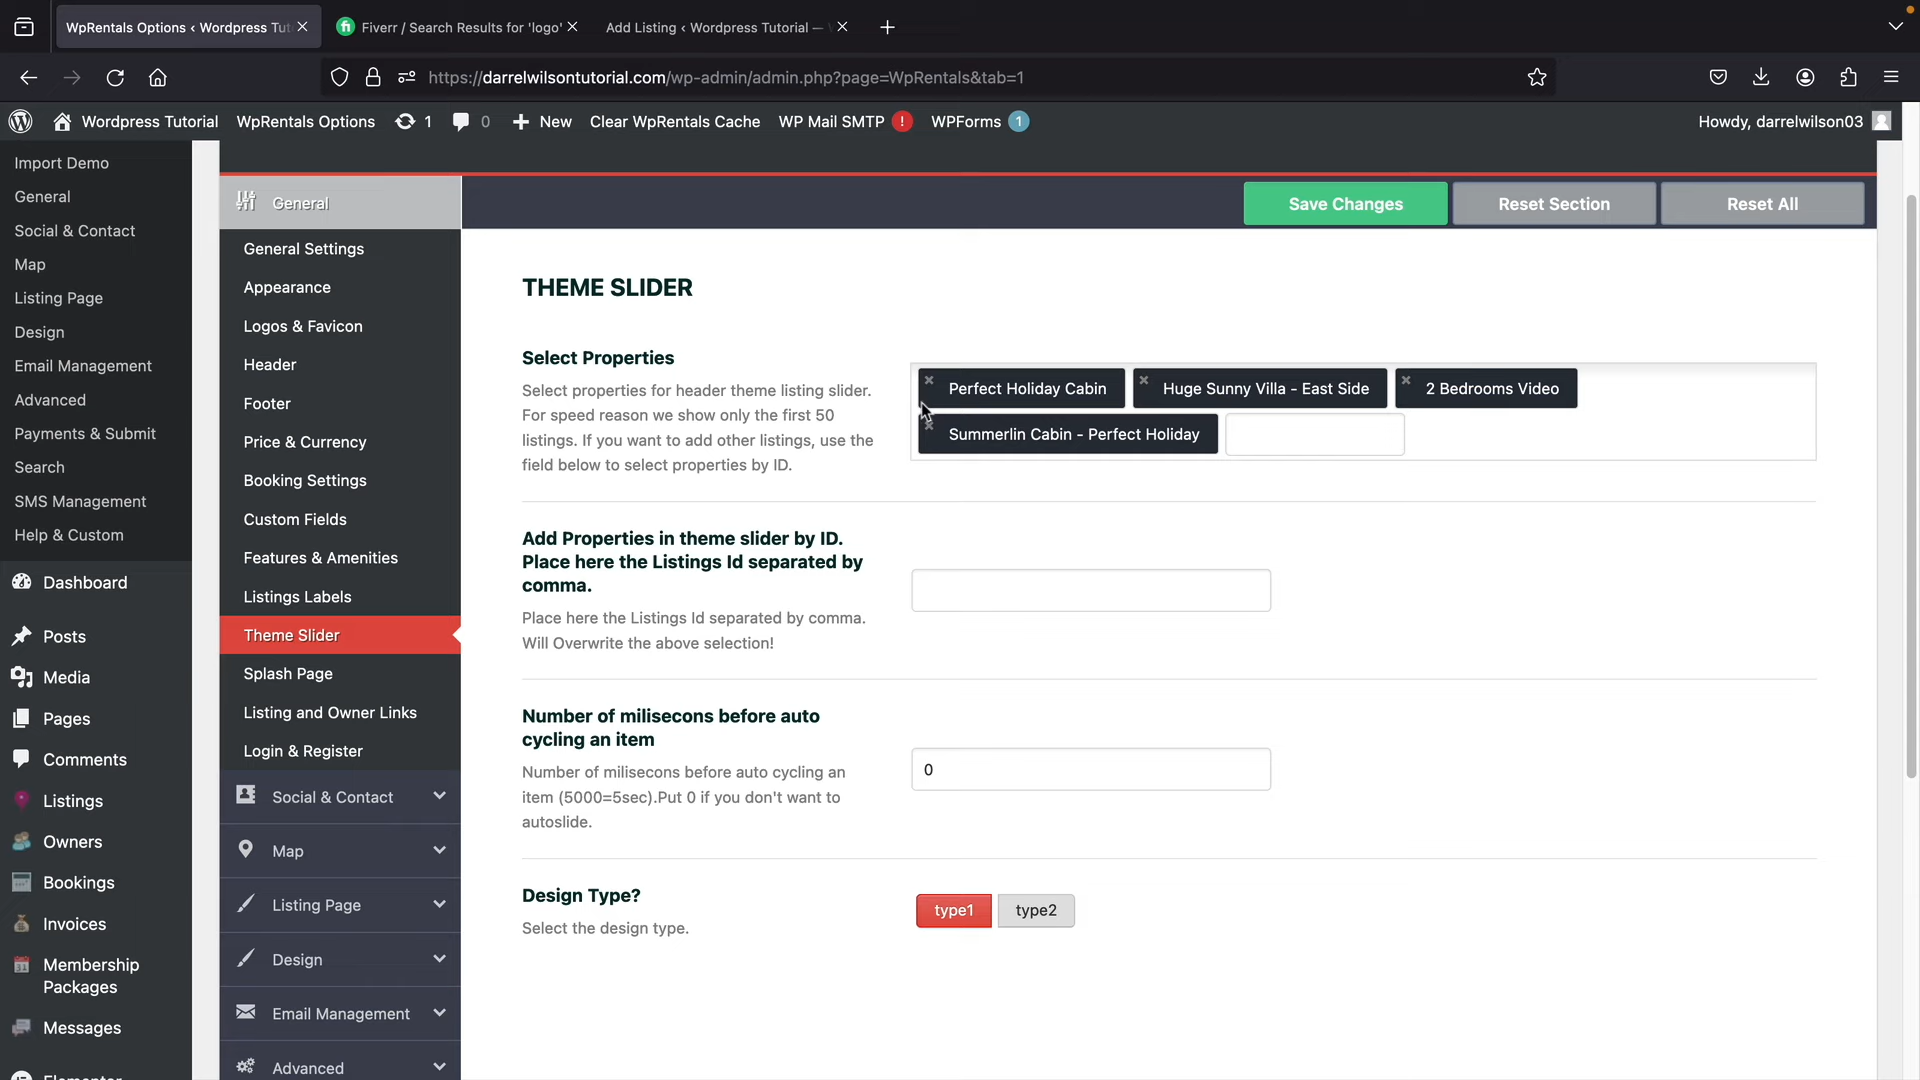 WpRentals Options ‹ Wordpress Tut
Fiverr / Search Results for 'logo'
Add Listing ‹ Wordpress Tutorial —
https://darrelwilsontutorial.com/wp-admin/admin.php?page=WpRentals&tab=1
Wordpress Tutorial
WpRentals Options
1
0
New
Clear WpRentals Cache
WP Mail SMTP !
WPForms 1
Howdy, darrelwilson03
Import Demo
General
Social & Contact
Map
Listing Page
Design
Email Management
Advanced
Payments & Submit
Search
SMS Management
Help & Custom
Dashboard
Posts
Media
Pages
Comments
Listings
Owners
Bookings
Invoices
Membership
Packages
Messages
General
General Settings
Appearance
Logos & Favicon
Header
Footer
Price & Currency
Booking Settings
Custom Fields
Features & Amenities
Listings Labels
Theme Slider
Splash Page
Listing and Owner Links
Login & Register
Social & Contact
Map
Listing Page
Design
Email Management
Advanced
Save Changes
Reset Section
Reset All
THEME SLIDER
Select Properties
Select properties for header theme listing slider.
For speed reason we show only the first 50
listings. If you want to add other listings, use the
field below to select properties by ID.
Perfect Holiday Cabin
Huge Sunny Villa - East Side
2 Bedrooms Video
Summerlin Cabin - Perfect Holiday
Add Properties in theme slider by ID.
Place here the Listings Id separated by
comma.
Place here the Listings Id separated by comma.
Will Overwrite the above selection!
Number of milisecons before auto
cycling an item
Number of milisecons before auto cycling an
item (5000=5sec).Put 0 if you don't want to
autoslide.
0
Design Type?
Select the design type.
type1
type2